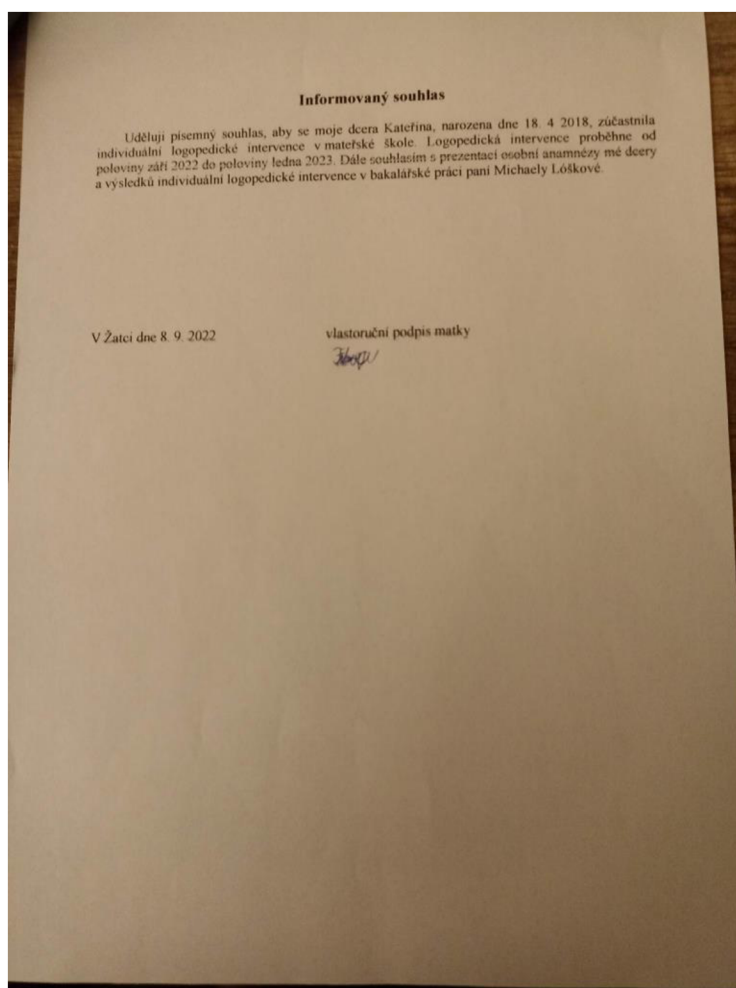 Informovaný souhlas
Uděluji písemný souhlas, aby se moje dcera Kateřina, narozena dne 18. 4 2018, zúčastnila
individuální logopedické intervence v mateřské škole. Logopedická intervence proběhne od
poloviny září 2022 do poloviny ledna 2023. Dále souhlasím s prezentací osobní anamnézy mé dcery
a výsledků individuální logopedické intervence v bakalářské práci paní Michaely Lóškové.
V Žatci dne 8. 9. 2022 vlastoruční podpis matky